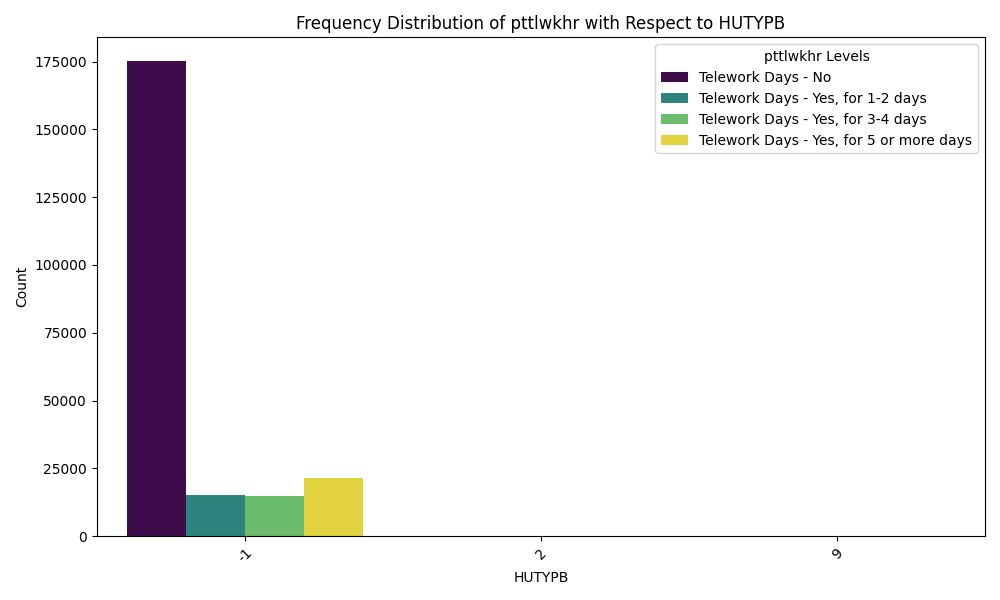 Frequency Distribution of pttlwkhr with Respect to HUTYPB
pttlwkhr Levels
Telework Days - No
Telework Days - Yes, for 1-2 days
Telework Days - Yes, for 3-4 days
Telework Days - Yes, for 5 or more days
Count
175000
150000
125000
100000
75000
50000
25000
0
-1
2
9
HUTYPB